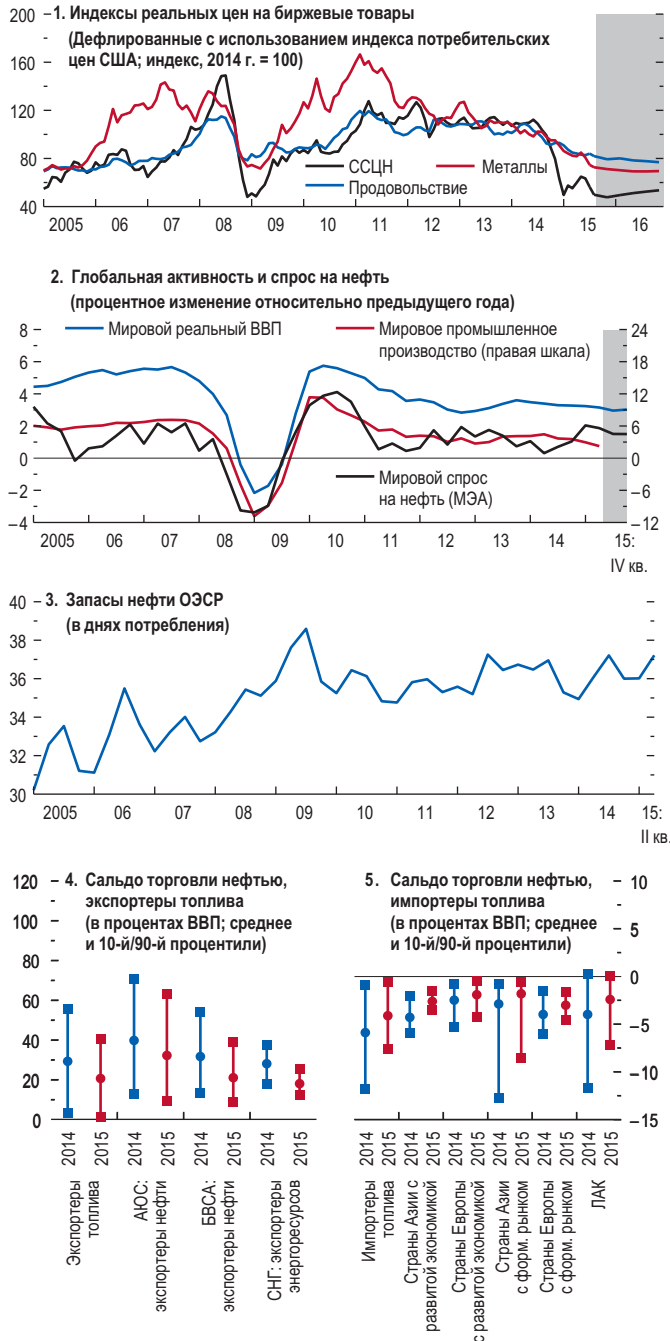 1. Индексы реальных цен на биржевые товары
(Дефлированные с использованием индекса потребительских
цен США; индекс, 2014 г. = 100)
200
160
120
80
40
ССЦН
Металлы
Продовольствие
2005 06 07 08 09 10 11 12 13 14 15 16
2. Глобальная активность и спрос на нефть
(процентное изменение относительно предыдущего года)
8
6
4
2
0
–2
–4
24
18
12
6
0
–6
–12
Мировой реальный ВВП
Мировое промышленное
производство (правая шкала)
Мировой спрос
на нефть (МЭА)
2005 06 07 08 09 10 11 12 13 14 15:
IV кв.
3. Запасы нефти ОЭСР
(в днях потребления)
40
38
36
34
32
30
2005 06 07 08 09 10 11 12 13 14 15:
II кв.
4. Сальдо торговли нефтью,
экспортеры топлива
(в процентах ВВП; среднее
и 10-й/90-й процентили)
120
100
80
60
40
20
0
2014 2015 2014 2015 2014 2015 2014 2015
Экспортеры
топлива
АЮС:
экспортеры нефти
БВСА:
экспортеры нефти
СНГ: экспортеры
энергоресурсов
5. Сальдо торговли нефтью,
импортеры топлива
(в процентах ВВП; среднее
и 10-й/90-й процентили)
10
5
0
–5
–10
–15
2014 2015 2014 2015 2014 2015 2014 2015 2014 2015 2014 2015
Импортеры
топлива
Страны Азии с
развитой экономикой
Страны Европы
с развитой экономикой
Страны Азии
с форм. рынком
Страны Европы
с форм. рынком
ЛАК